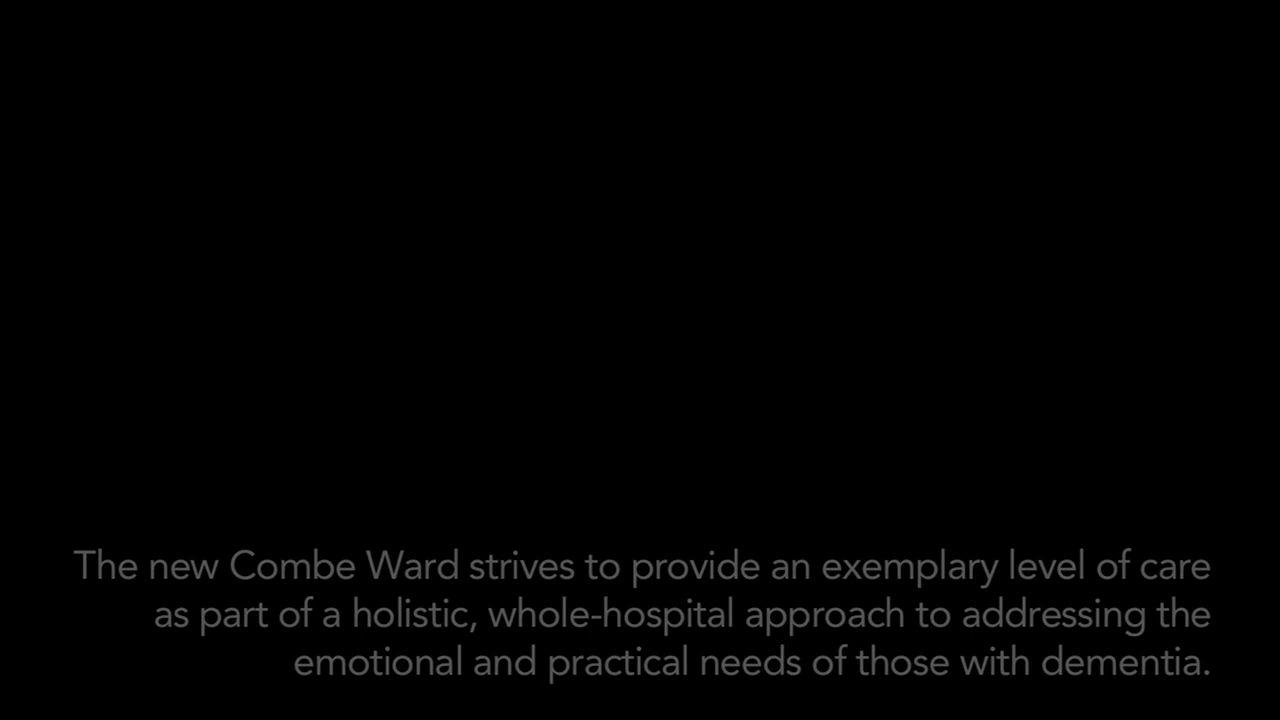 The new Combe Ward strives to provide an exemplary level of care
as part of a holistic, whole-hospital approach to addressing the
emotional and practical needs of those with dementia.